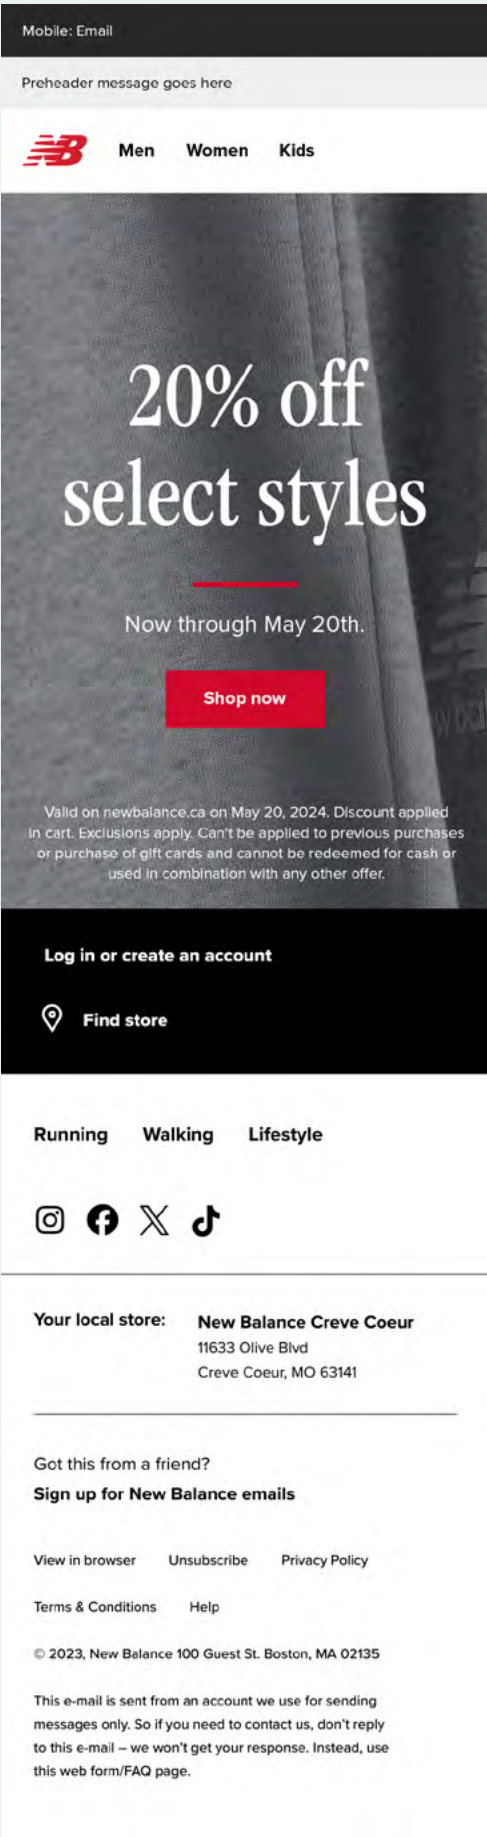 Mobile: Email
Preheader message goes here
NB Men Women Kids
20% off
select styles
Now through May 20th.
Shop now
Valid on newbalance.ca on May 20, 2024. Discount applied
in cart. Exclusions apply. Can't be applied to previous purchases
or purchase of gift cards and cannot be redeemed for cash or
used in combination with any other offer.
Log in or create an account
Find store
Running Walking Lifestyle
Your local store: New Balance Creve Coeur
11633 Olive Blvd
Creve Coeur, MO 63141
Got this from a friend?
Sign up for New Balance emails
View in browser Unsubscribe Privacy Policy
Terms & Conditions Help
© 2023, New Balance 100 Guest St. Boston, MA 02135
This e-mail is sent from an account we use for sending
messages only. So if you need to contact us, don't reply
to this e-mail – we won't get your response. Instead, use
this web form/FAQ page.